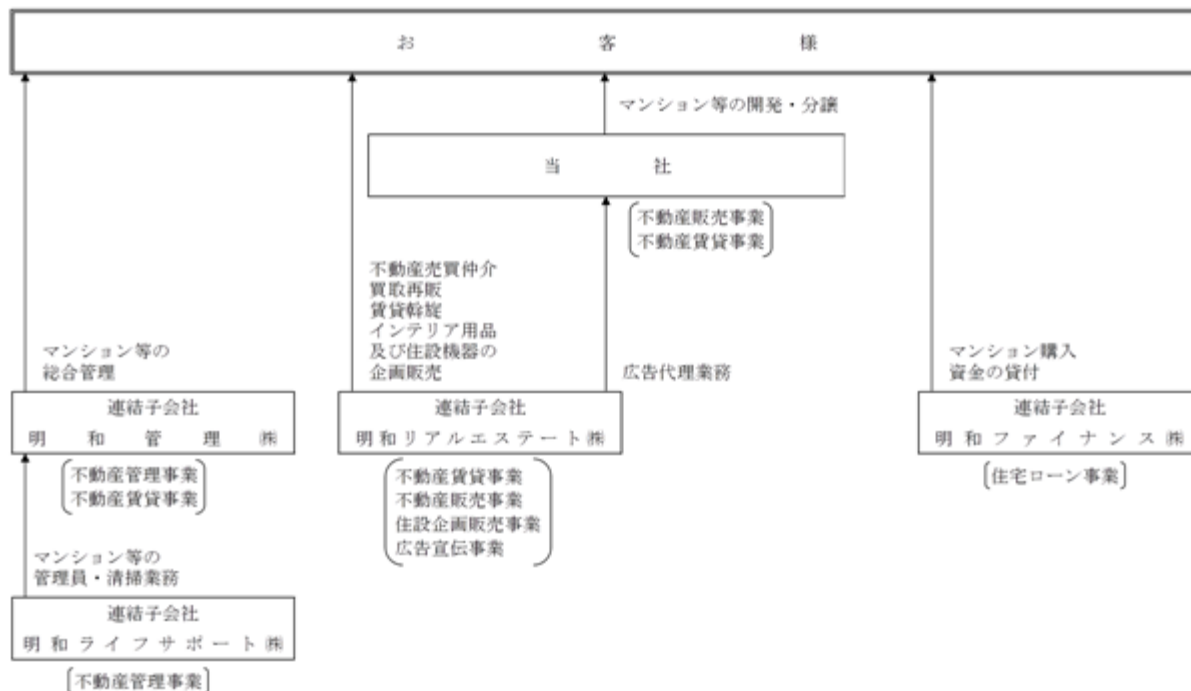 お客様
マンション等の開発・分譲
当社
不動産販売事業
不動産賃貸事業
不動産売買仲介
買取再販
賃貸斡旋
インテリア用品
及び住設機器の
企画販売
マンション等の
総合管理
広告代理業務
マンション購入
資金の貸付
連結子会社
明和管理㈱
連結子会社
明和リアルエステート㈱
連結子会社
明和ファイナンス㈱
不動産管理事業
不動産賃貸事業
不動産賃貸事業
不動産販売事業
住設企画販売事業
広告宣伝事業
住宅ローン事業
マンション等の
管理員・清掃業務
連結子会社
明和ライフサポート㈱
不動産管理事業